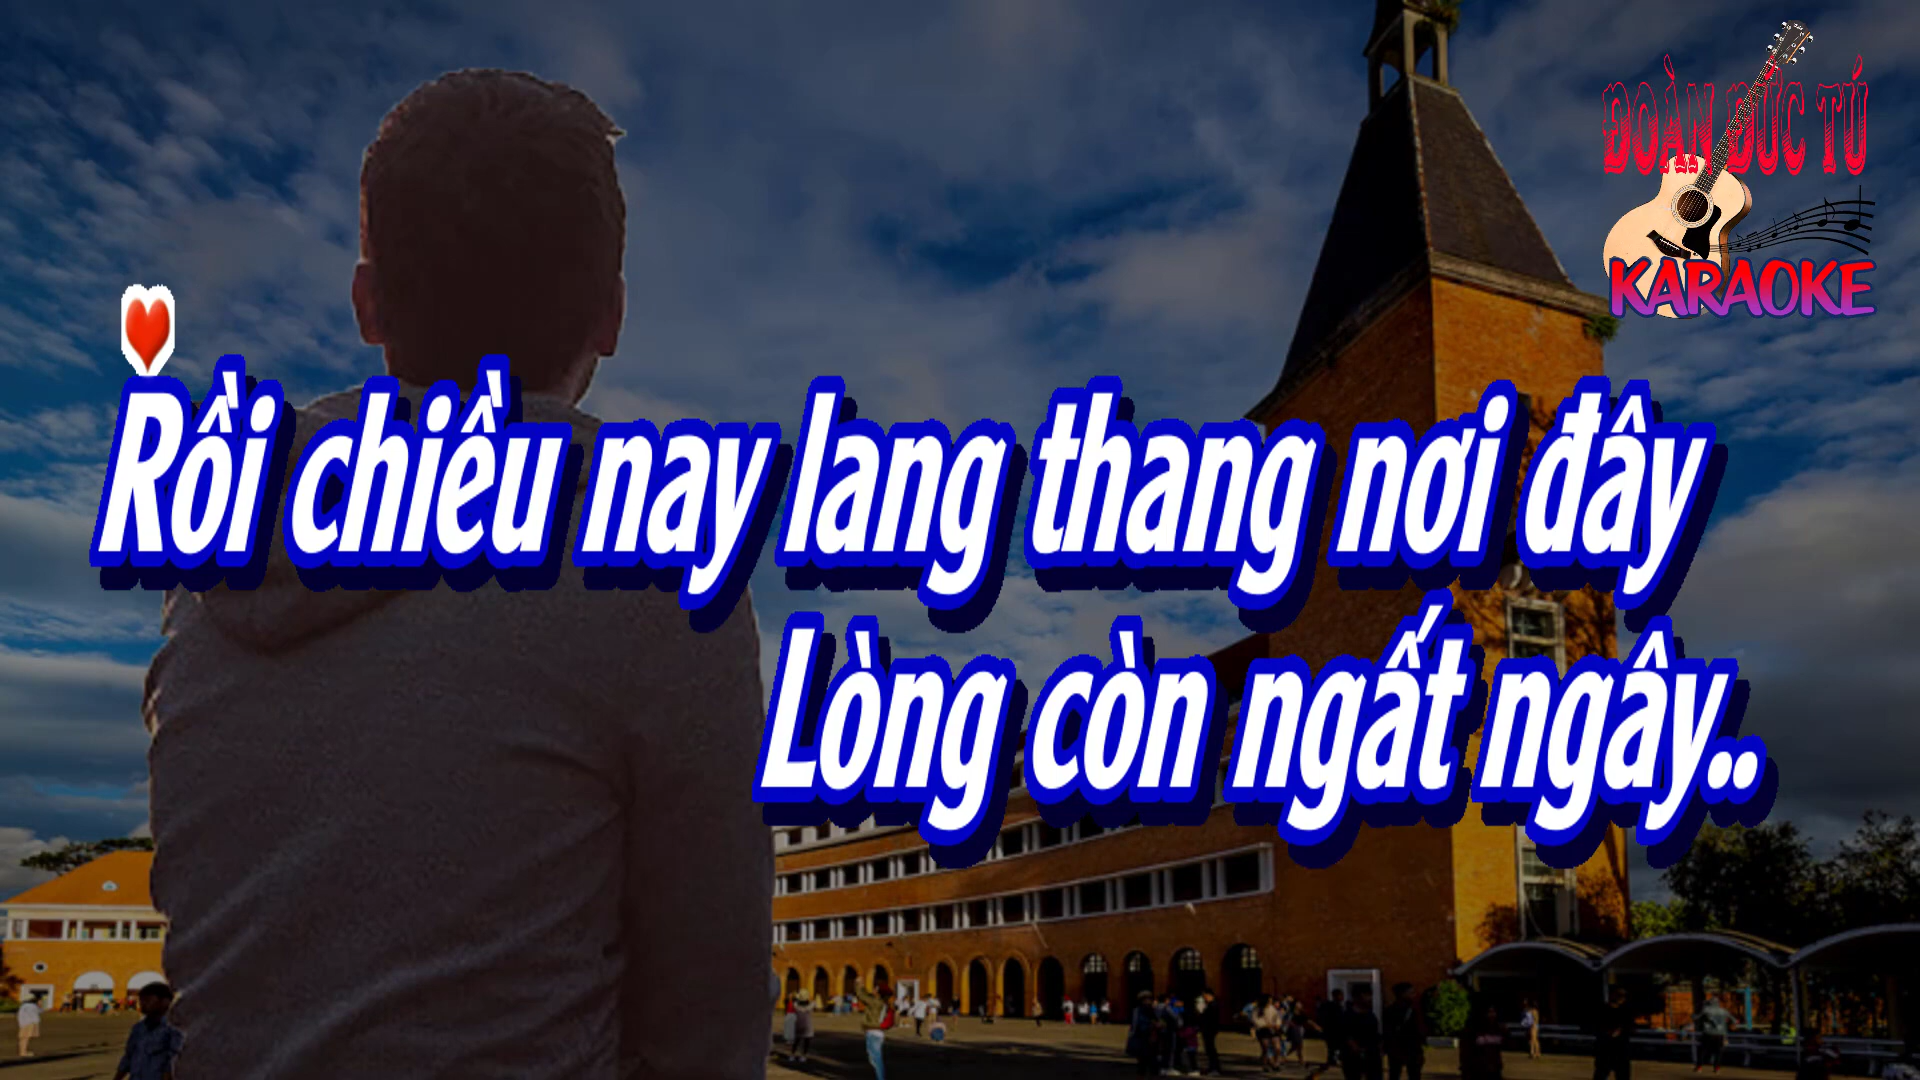 ĐOÀN ĐỨC TÚ
KARAOKE
Rồi chiều nay lang thang nơi đây
Lòng còn ngất ngây..